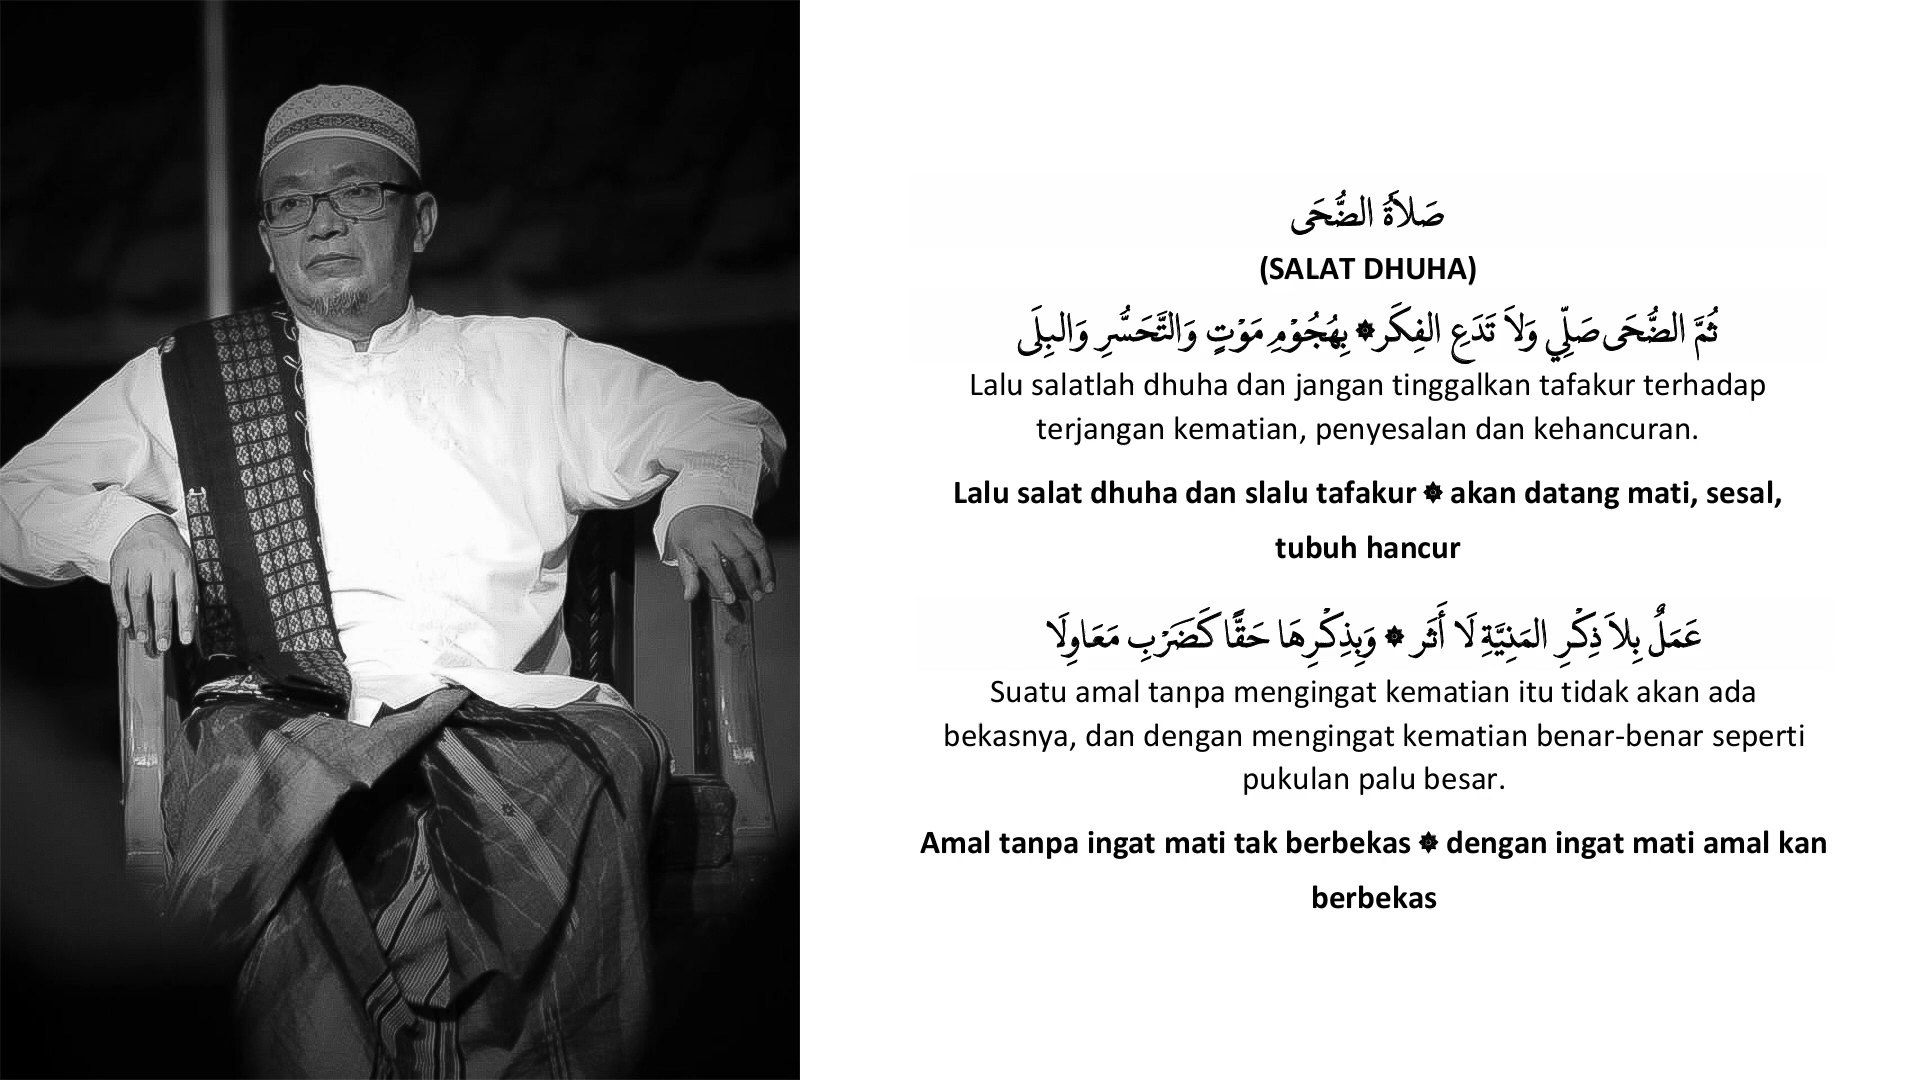 صَلاَةُ الضُّحَى
(SALAT DHUHA)
ثُمَّ الضُّحَى صَلِّي وَلاَ تَدَعِ الفِكَر ۞ بِهُجُوْمِ مَوْتٍ وَالتَّحَسُّرِ وَالبِلَى
Lalu salatlah dhuha dan jangan tinggalkan tafakur terhadap
terjangan kematian, penyesalan dan kehancuran.
Lalu salat dhuha dan slalu tafakur ۞ akan datang mati, sesal,
tubuh hancur
عَمَلٌ بِلاَ ذِكْرِ المَنِيَّةِ لَا أَثَر ۞ وَبِذِكْرِهَا حَقًّا كَضَرْبِ مَعَاوِلَا
Suatu amal tanpa mengingat kematian itu tidak akan ada
bekasnya, dan dengan mengingat kematian benar-benar seperti
pukulan palu besar.
Amal tanpa ingat mati tak berbekas ۞ dengan ingat mati amal kan
berbekas